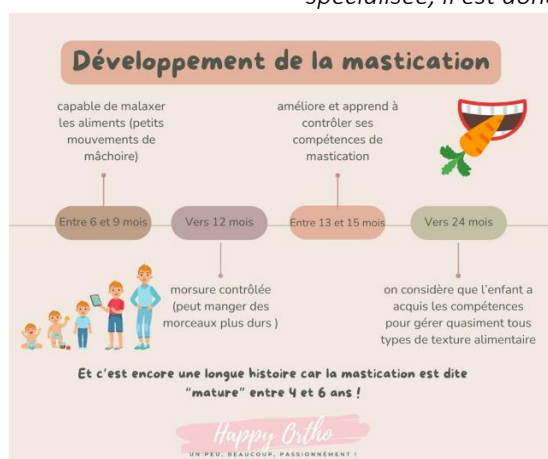 spécialisée, il est donc
Développement de la mastication
capable de malaxer
les aliments (petits
mouvements de
mâchoire)
améliore et apprend à
contrôler ses
compétences de
mastication
Entre 6 et 9 mois
Vers 12 mois
Entre 13 et 15 mois
Vers 24 mois
morsure contrôlée
(peut manger des
morceaux plus durs )
on considère que l'enfant a
acquis les compétences
pour gérer quasiment tous
types de texture alimentaire
Et c'est encore une longue histoire car la mastication est dite
"mature" entre 4 et 6 ans !
Happy Ortho
UN PEU, BEAUCOUP, PASSIONNÉMENT !